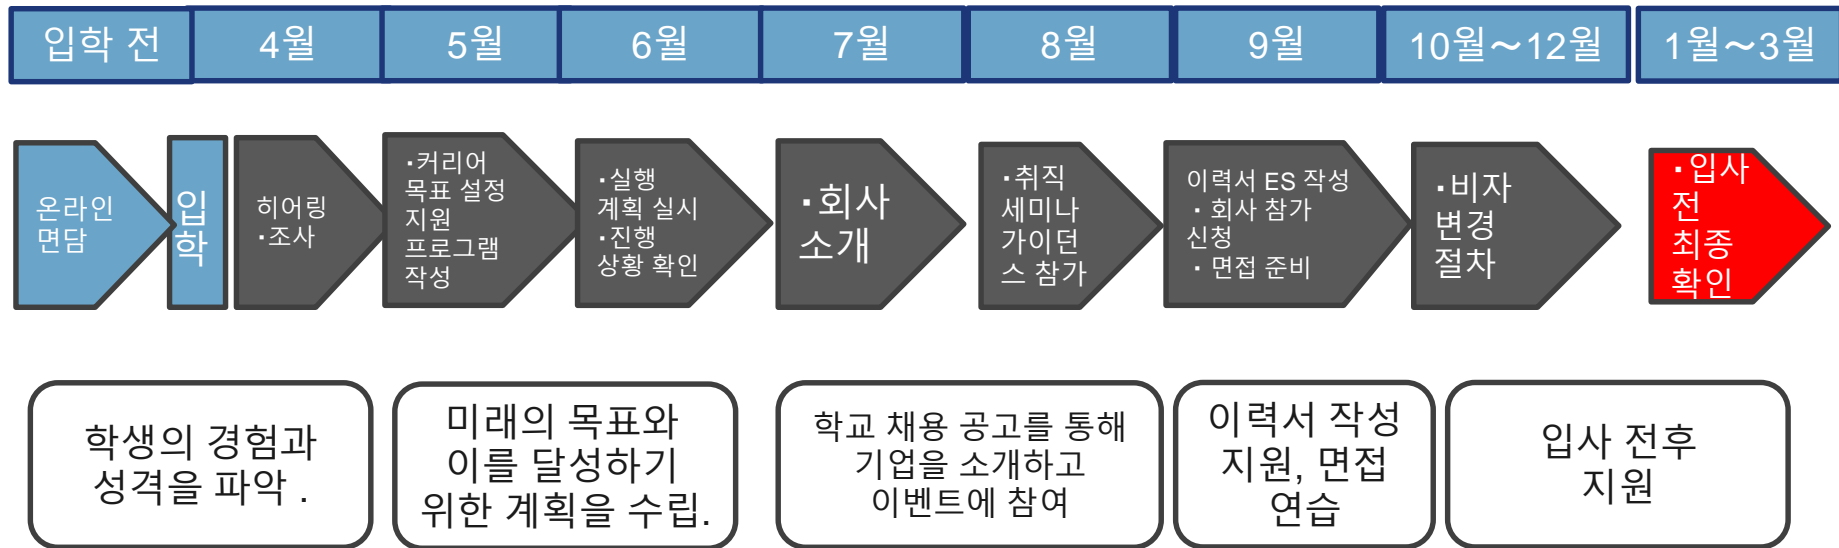 입학 전
4월
5월
6월
7월
8월
9월
10월～12월
1월～3월
온라인
면담
입
학
히어링
・조사
・커리어
목표 설정
지원
프로그램
작성
・실행
계획 실시
・진행
상황 확인
・회사
소개
・취직
세미나
가이던
스 참가
이력서 ES 작성
・ 회사 참가
신청
・ 면접 준비
・비자
변경
절차
・입사
전
최종
확인
학생의 경험과
성격을 파악 .
미래의 목표와
이를 달성하기
위한 계획을 수립.
학교 채용 공고를 통해
기업을 소개하고
이벤트에 참여
이력서 작성
지원, 면접
연습
입사 전후
지원